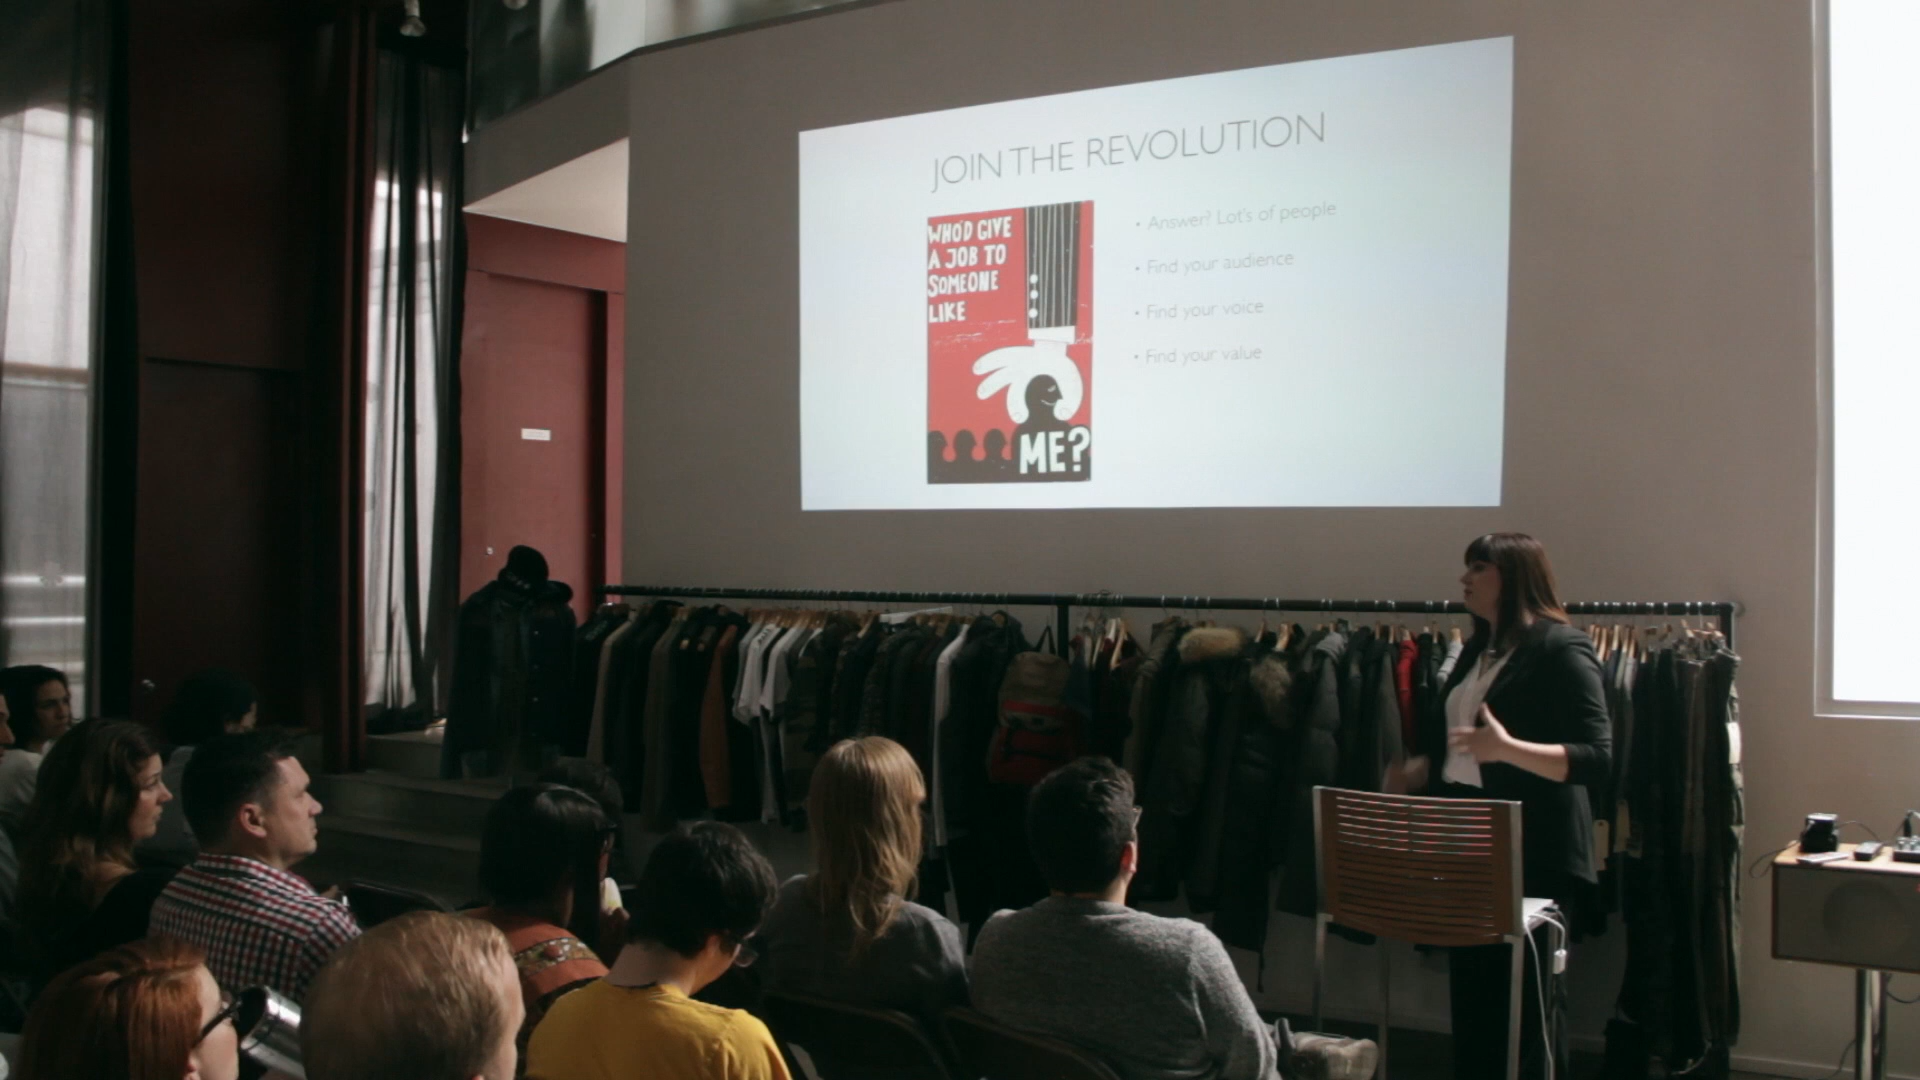 JOIN THE REVOLUTION
WHO'D GIVE
A JOB TO
SOMEONE
LIKE
ME?
• Answer? Lot's of people
• Find your audience
• Find your voice
• Find your value